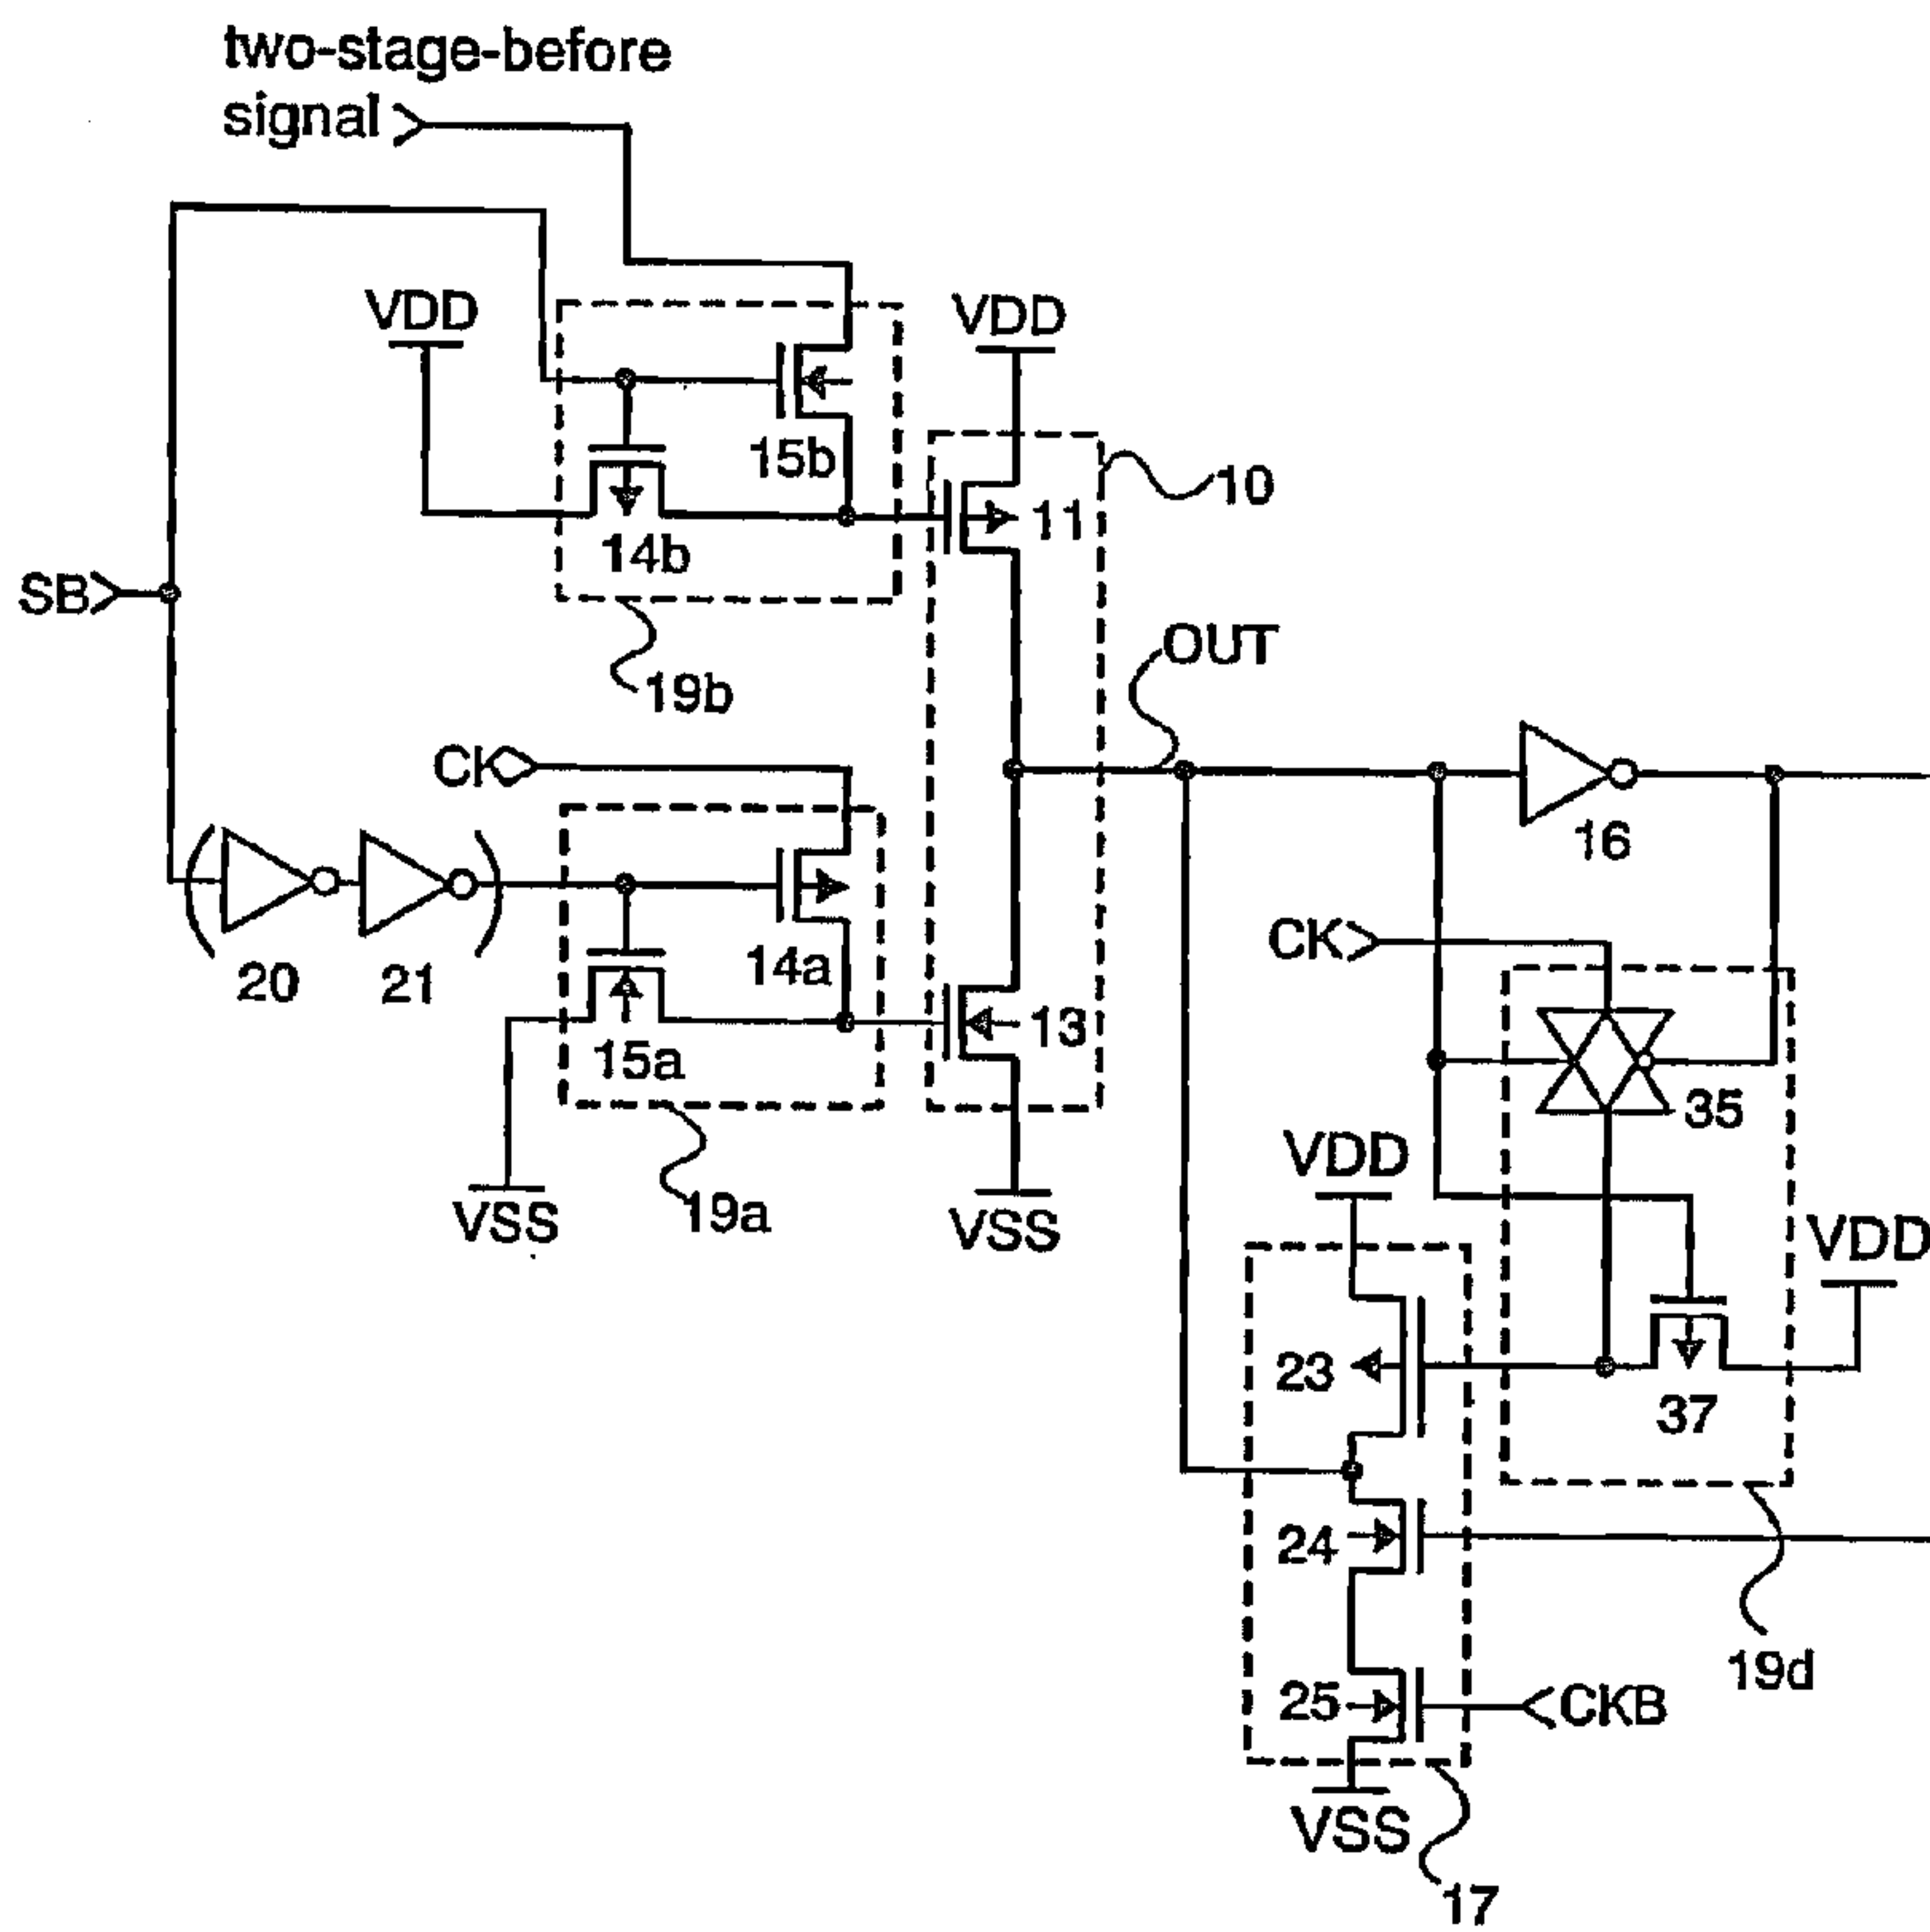 two-stage-before
signal
VDD
VDD
15b
10
11
14b
SB
OUT
19b
CK
16
14a
CK
20
21
13
15a
35
VDD
19a
VSS
VSS
VDD
23
37
24
19d
25
CKB
VSS
17